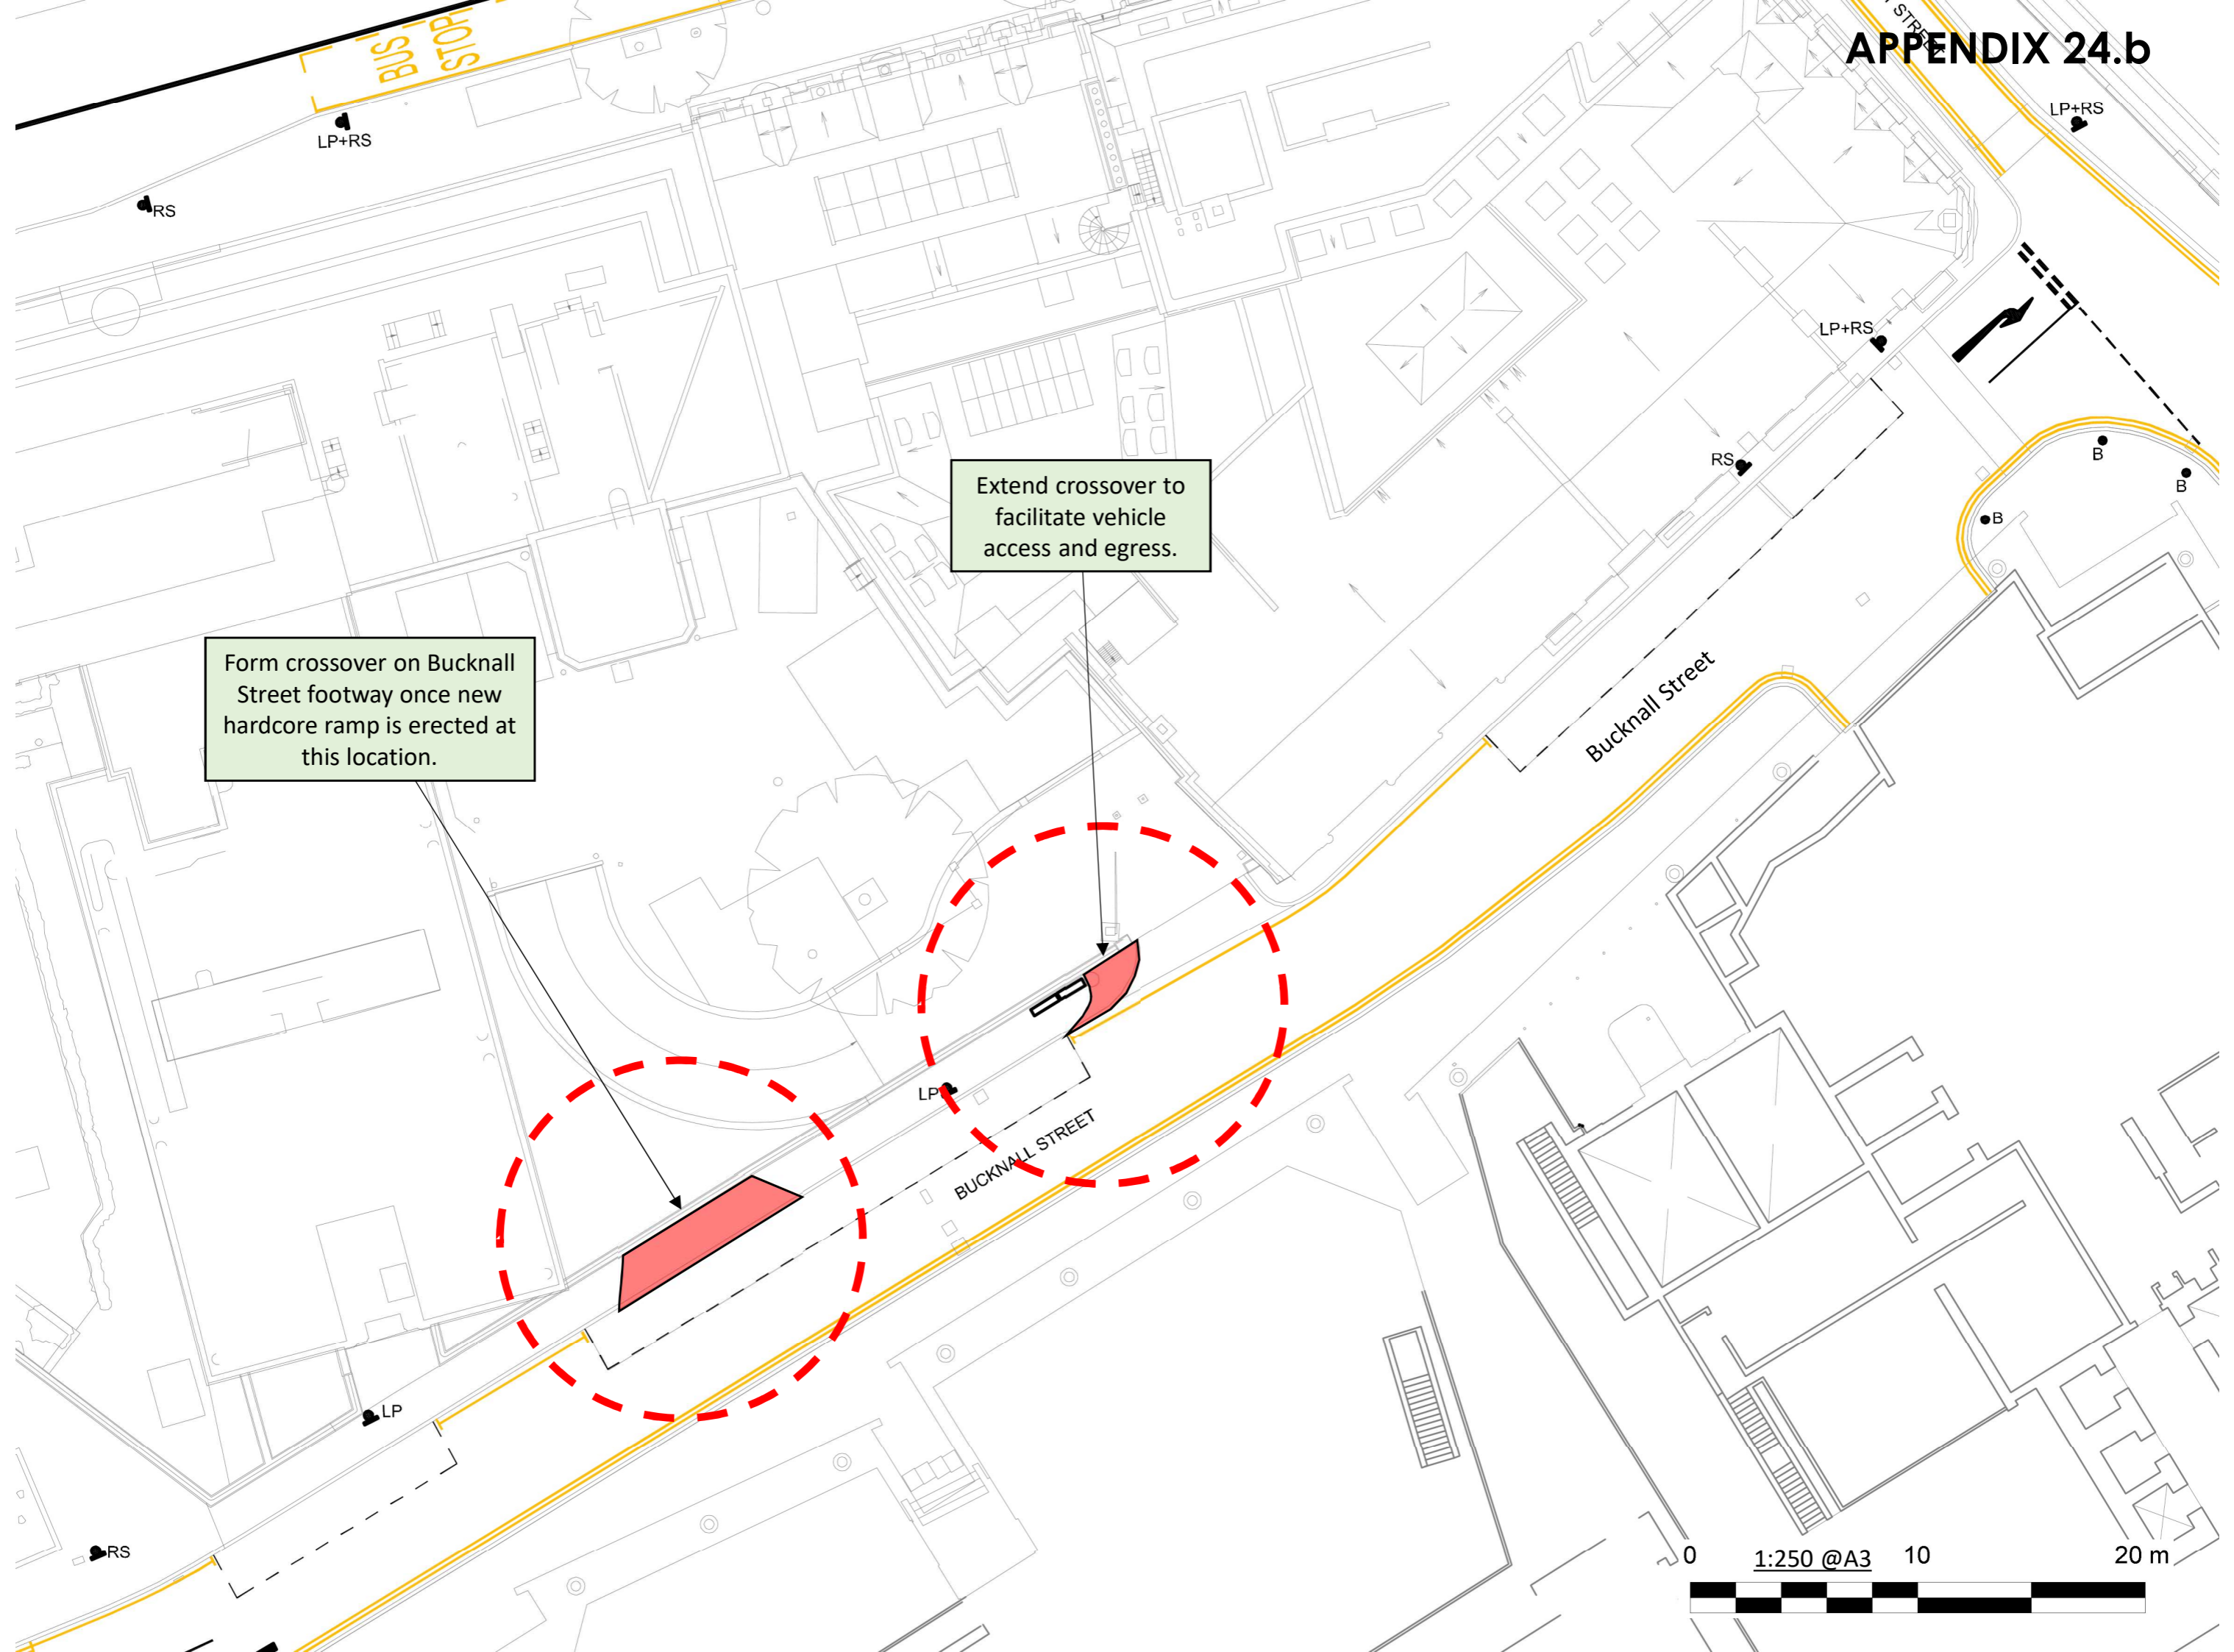 APPENDIX 24.b
BUS
STOP
STREET
LP+RS
LP+RS
RS
LP+RS
RS
B
B
B
Extend crossover to
facilitate vehicle
access and egress.
Form crossover on Bucknall
Street footway once new
hardcore ramp is erected at
this location.
Bucknall Street
LP
BUCKNALL STREET
LP
RS
0 1:250 @A3 10 20 m